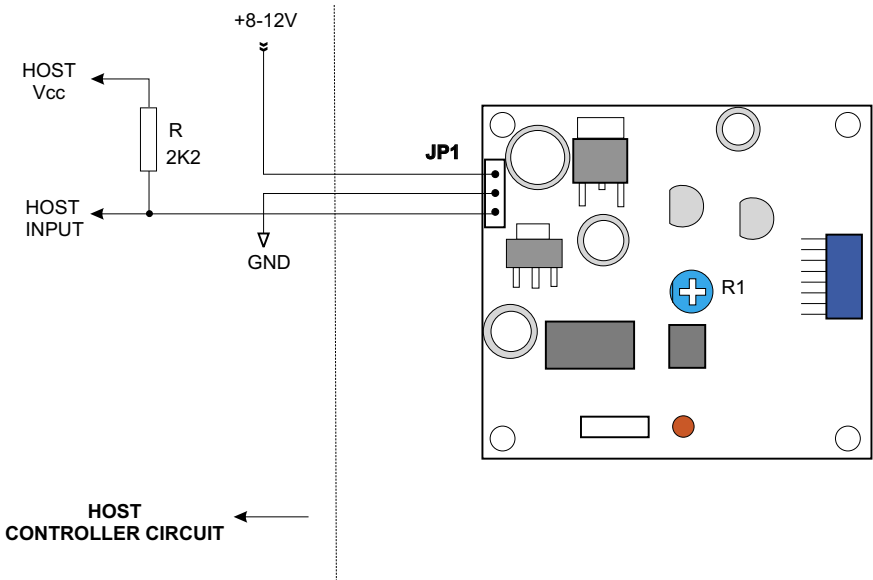 +8-12V
HOST
Vcc
R
2K2
JP1
HOST
INPUT
GND
R1
HOST
CONTROLLER CIRCUIT